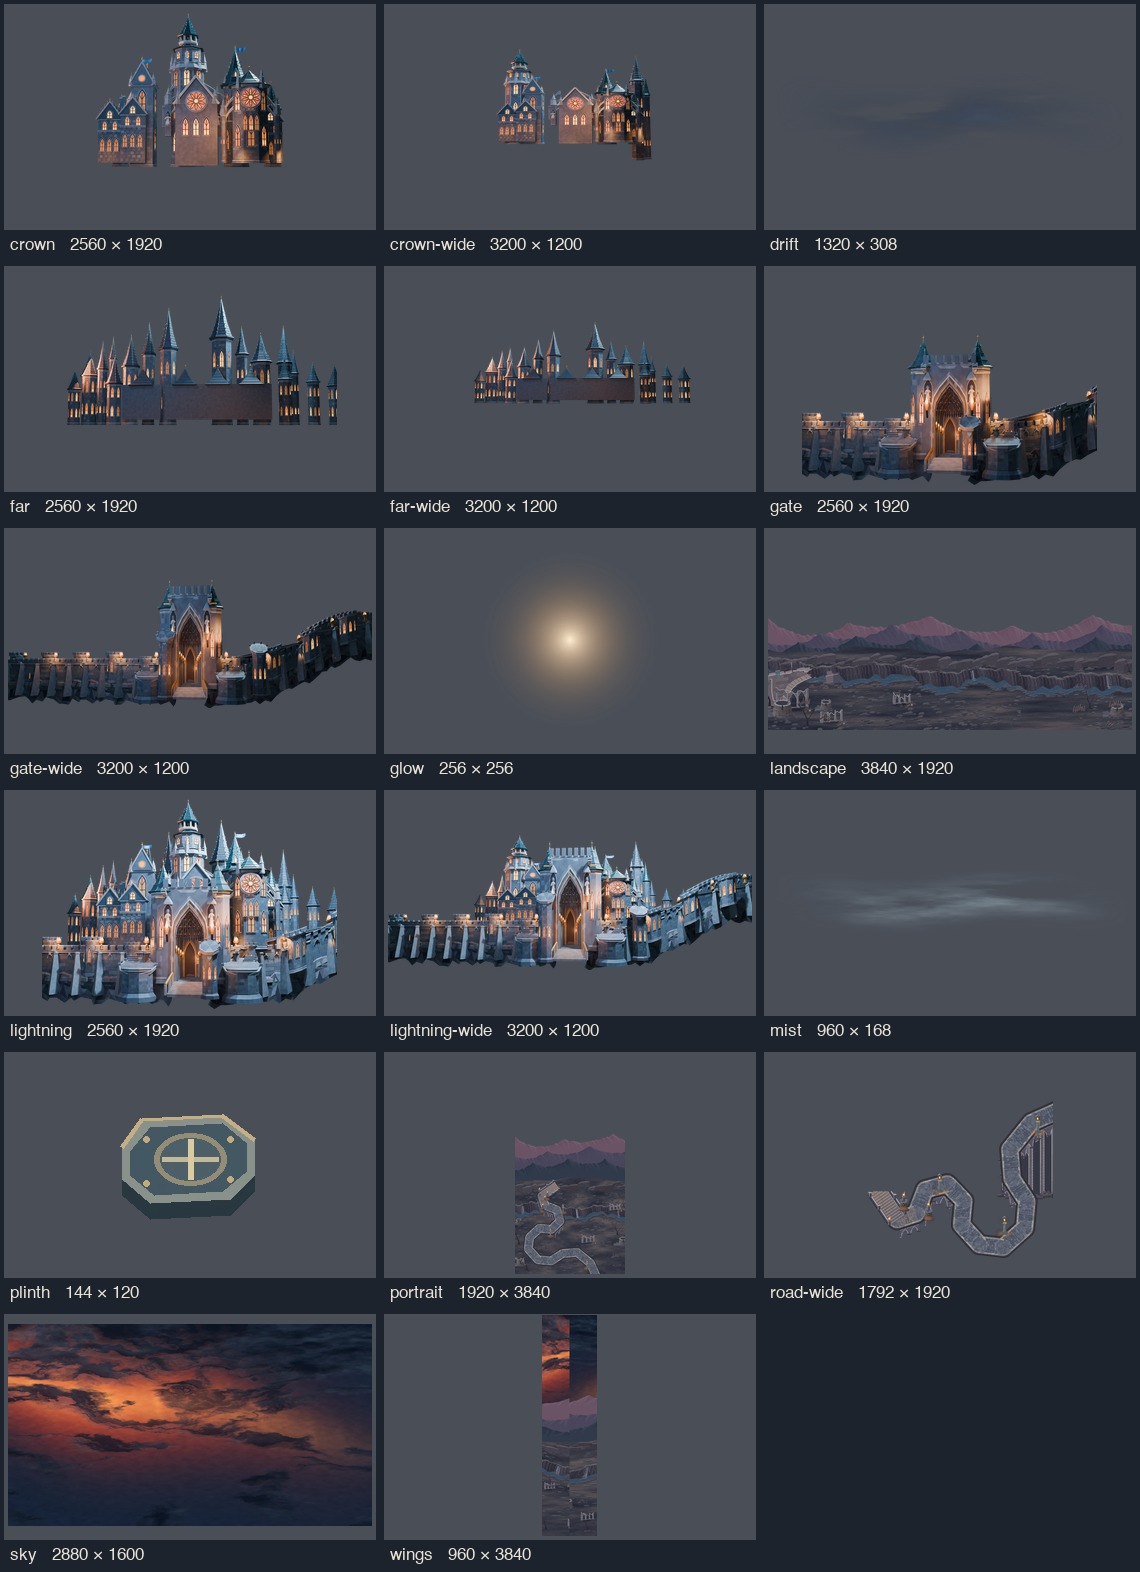 crown 2560 × 1920
crown-wide 3200 × 1200
drift 1320 × 308
far 2560 × 1920
far-wide 3200 × 1200
gate 2560 × 1920
gate-wide 3200 × 1200
glow 256 × 256
landscape 3840 × 1920
lightning 2560 × 1920
lightning-wide 3200 × 1200
mist 960 × 168
plinth 144 × 120
portrait 1920 × 3840
road-wide 1792 × 1920
sky 2880 × 1600
wings 960 × 3840